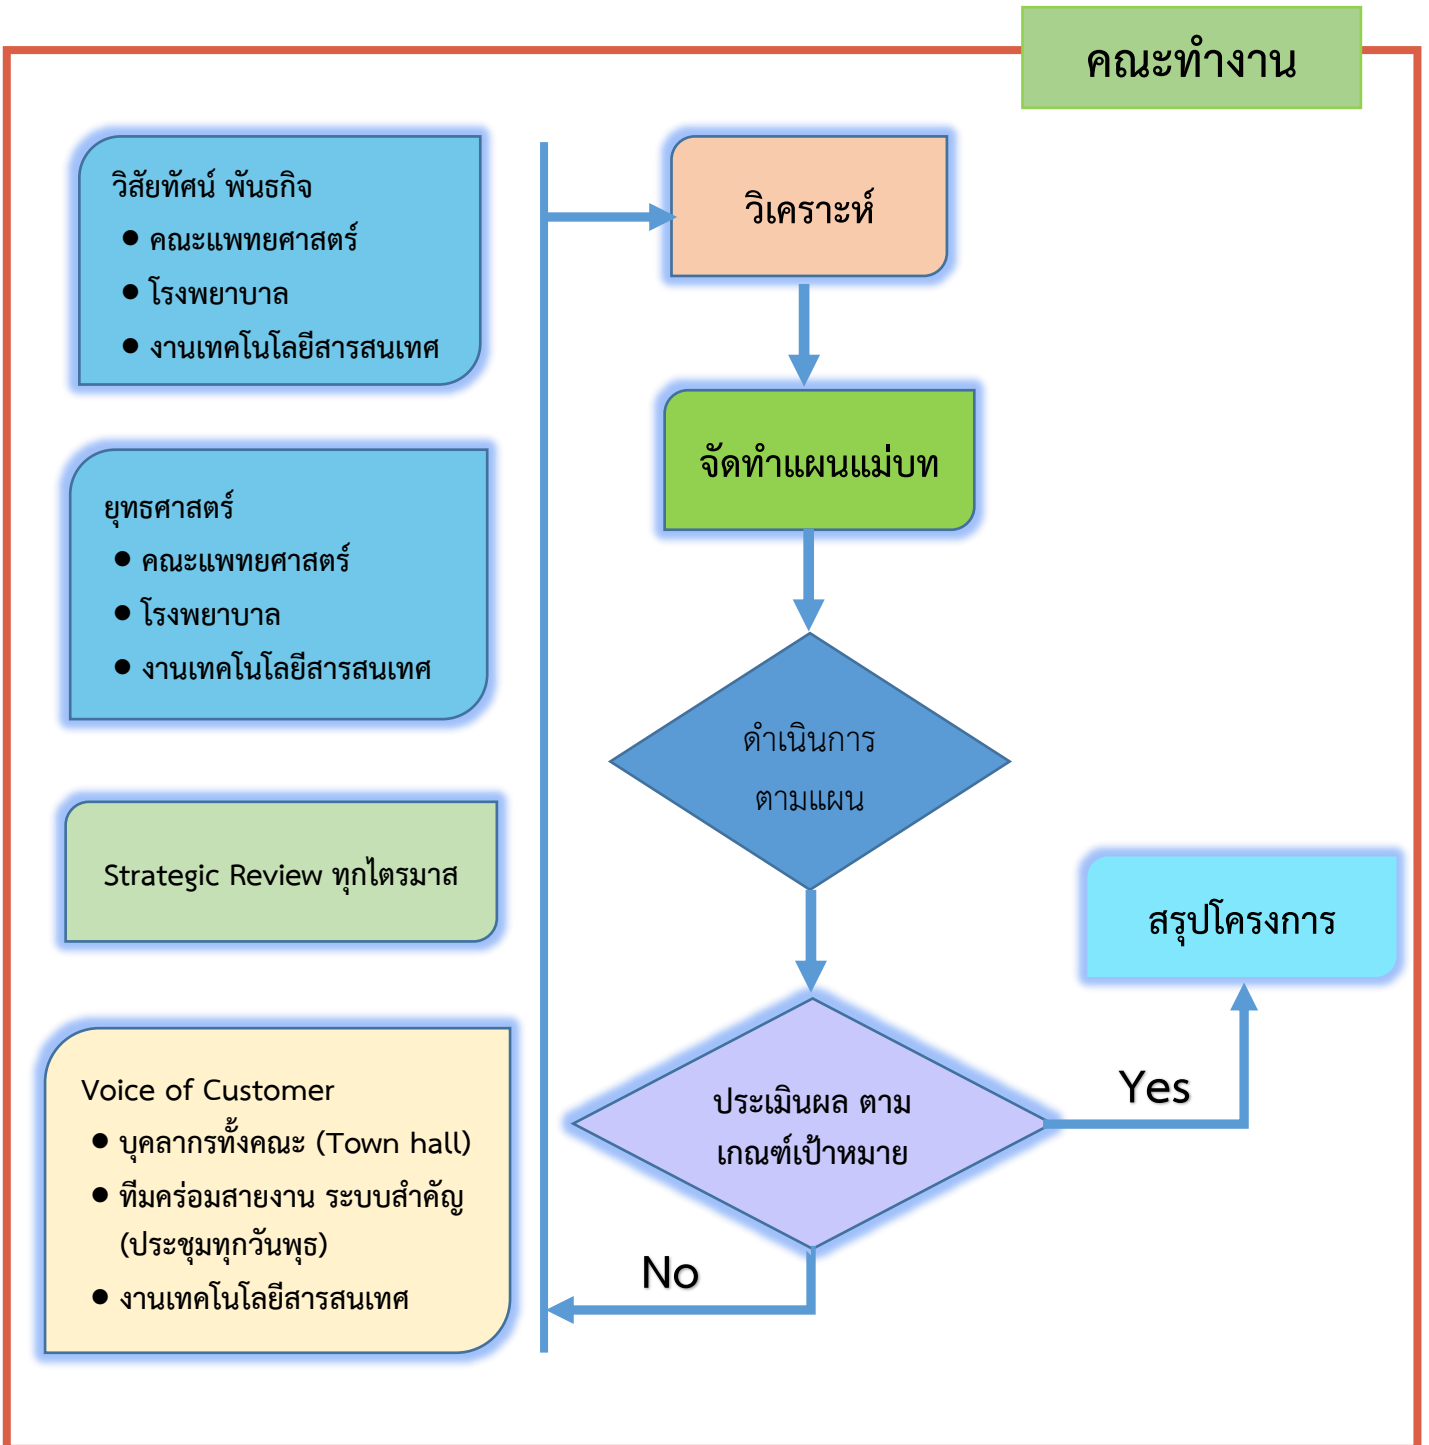 คณะทำงาน
วิสัยทัศน์ พันธกิจ
● คณะแพทยศาสตร์
● โรงพยาบาล
● งานเทคโนโลยีสารสนเทศ
ยุทธศาสตร์
● คณะแพทยศาสตร์
● โรงพยาบาล
● งานเทคโนโลยีสารสนเทศ
Strategic Review ทุกไตรมาส
Voice of Customer
● บุคลากรทั้งคณะ (Town hall)
● ทีมคร่อมสายงาน ระบบสำคัญ
(ประชุมทุกวันพุธ)
● งานเทคโนโลยีสารสนเทศ
วิเคราะห์
จัดทำแผนแม่บท
ดำเนินการ
ตามแผน
ประเมินผล ตาม
เกณฑ์เป้าหมาย
Yes
No
สรุปโครงการ